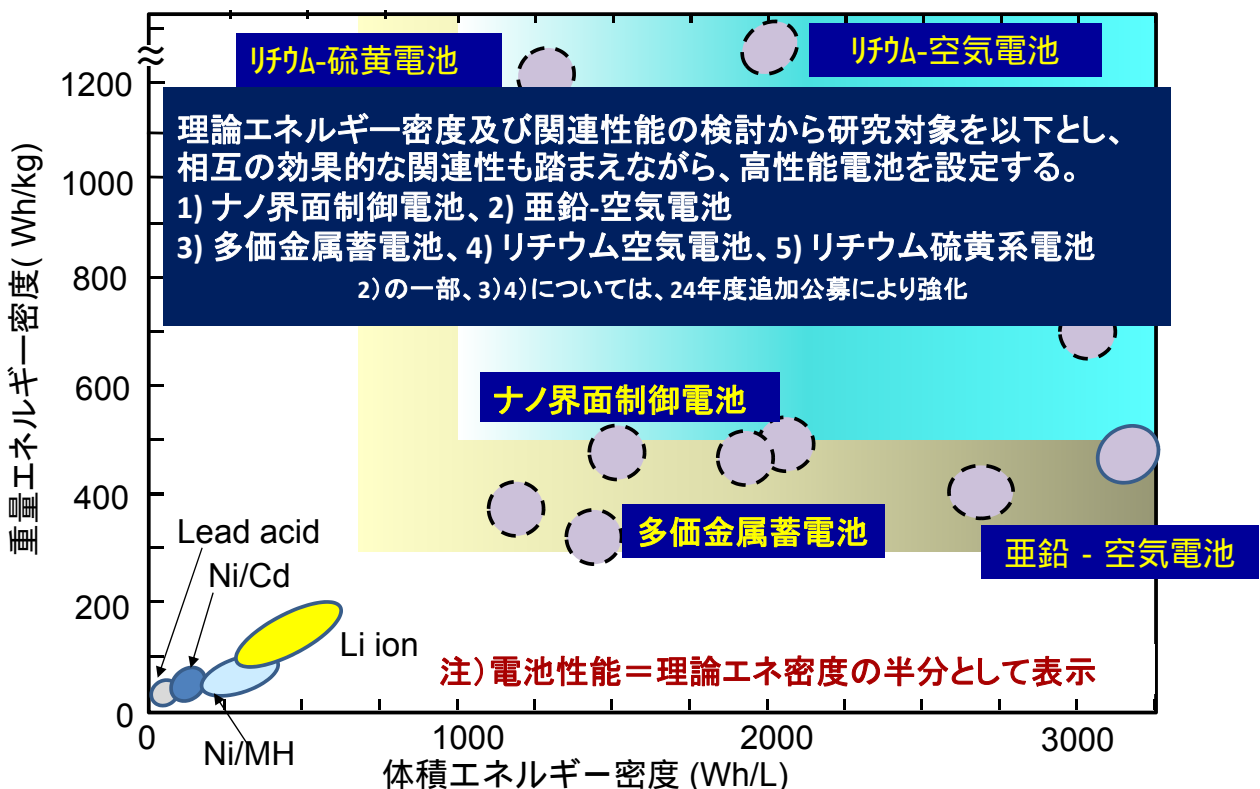 リチウム-硫黄電池
リチウム-空気電池
1200
理論エネルギー密度及び関連性能の検討から研究対象を以下とし、
相互の効果的な関連性も踏まえながら、高性能電池を設定する。
1) ナノ界面制御電池、2) 亜鉛-空気電池
3) 多価金属蓄電池、4) リチウム空気電池、5) リチウム硫黄系電池
2)の一部、3)4)については、24年度追加公募により強化
1000
800
600
400
200
0
重量エネルギー密度( Wh/kg)
ナノ界面制御電池
多価金属蓄電池
亜鉛 - 空気電池
Lead acid
Ni/Cd
Li ion
Ni/MH
注)電池性能=理論エネ密度の半分として表示
0
1000
2000
3000
体積エネルギー密度 (Wh/L)